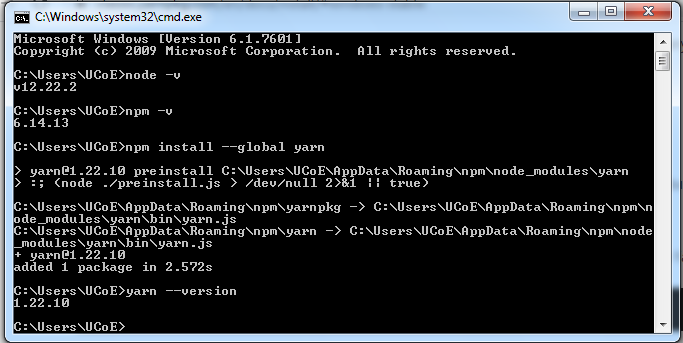 C:\Windows\system32\cmd.exe
Microsoft Windows [Version 6.1.7601]
Copyright (c) 2009 Microsoft Corporation.  All rights reserved.
C:\Users\UCoE>node -v
v12.22.2
C:\Users\UCoE>npm -v
6.14.13
C:\Users\UCoE>npm install --global yarn
> yarn@1.22.10 preinstall C:\Users\UCoE\AppData\Roaming\npm\node_modules\yarn
> :; (node ./preinstall.js > /dev/null 2>&1 || true)
C:\Users\UCoE\AppData\Roaming\npm\yarnpkg -> C:\Users\UCoE\AppData\Roaming\npm\n
ode_modules\yarn\bin\yarn.js
C:\Users\UCoE\AppData\Roaming\npm\yarn -> C:\Users\UCoE\AppData\Roaming\npm\node
_modules\yarn\bin\yarn.js
+ yarn@1.22.10
added 1 package in 2.572s
C:\Users\UCoE>yarn --version
1.22.10
C:\Users\UCoE>